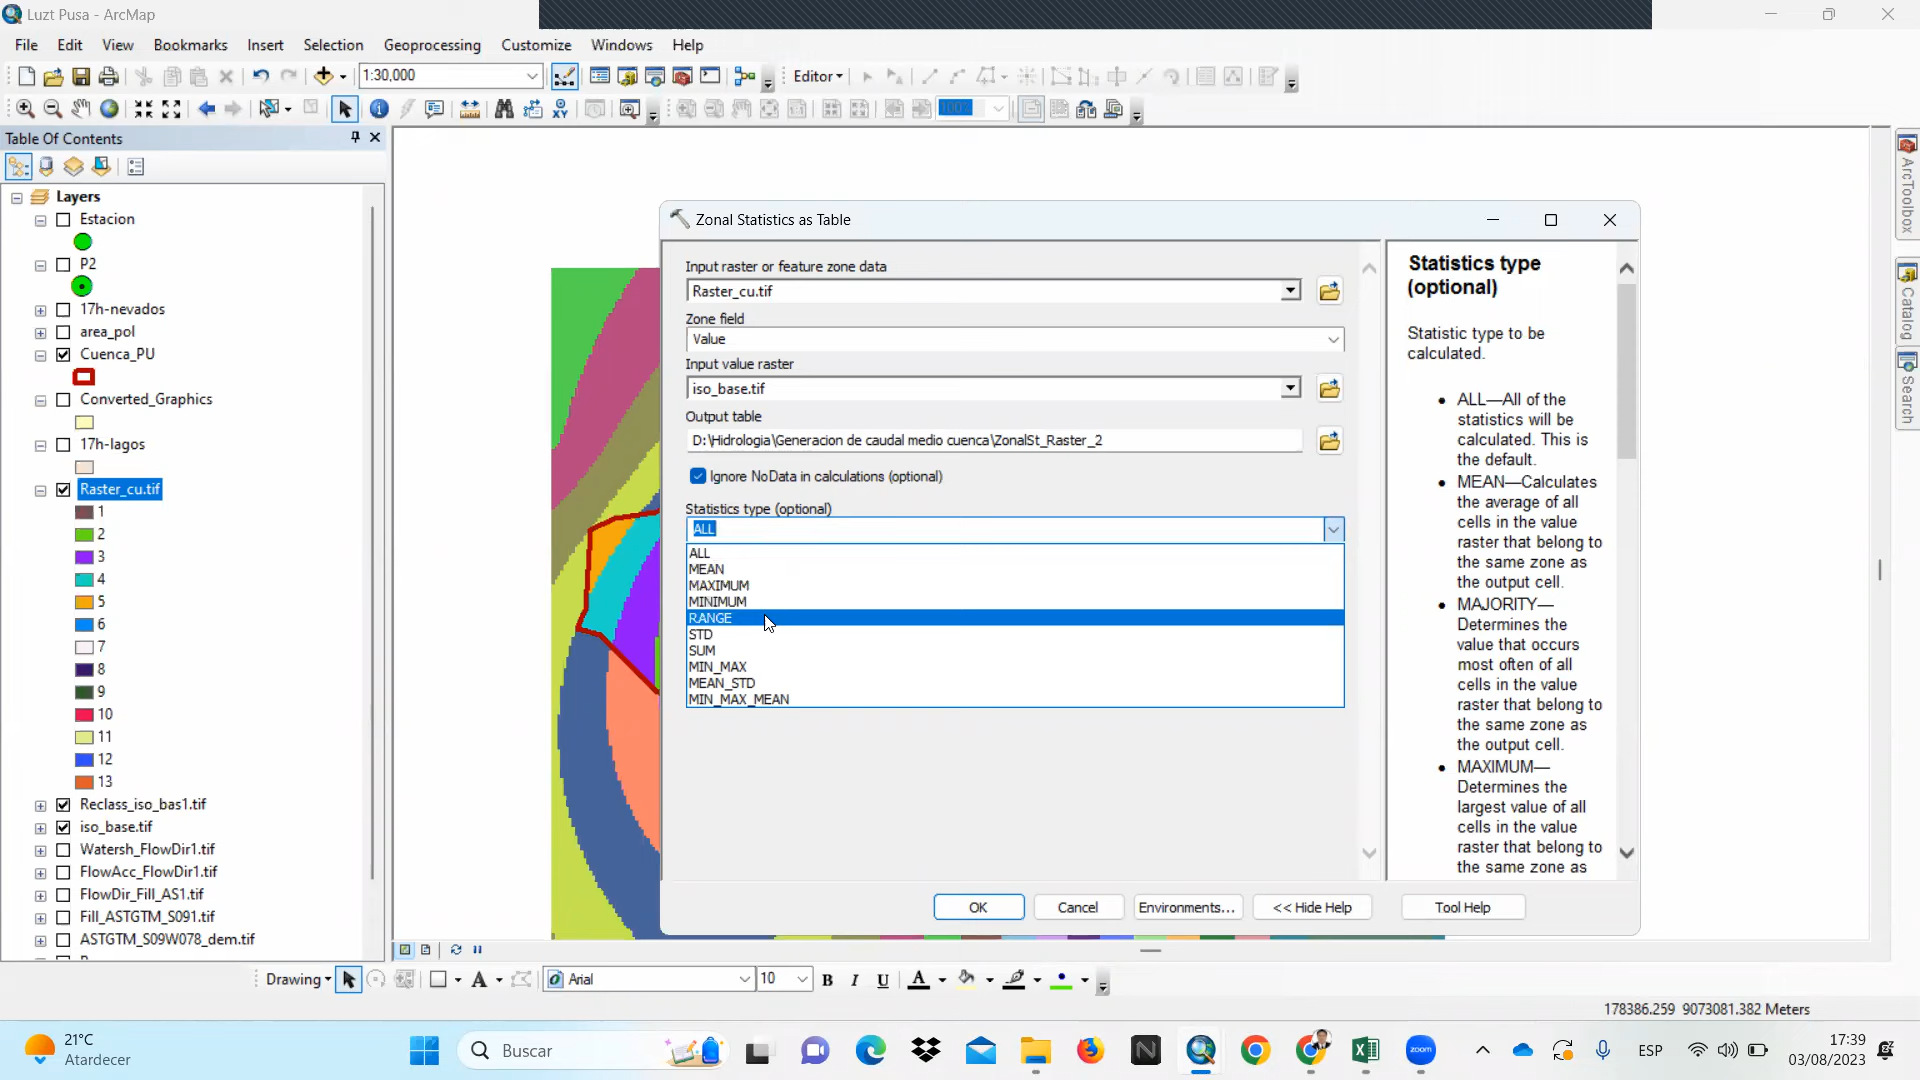 Luzt Pusa - ArcMap
File Edit View Bookmarks Insert Selection Geoprocessing Customize Windows Help
1:30,000
Editor
100%
Table Of Contents
Layers
Estacion
P2
17h-nevados
area_pol
Cuenca_PU
Converted_Graphics
17h-lagos
Raster_cu.tif
1
2
3
4
5
6
7
8
9
10
11
12
13
Reclass_iso_bas1.tif
iso_base.tif
Watersh_FlowDir1.tif
FlowAcc_FlowDir1.tif
FlowDir_Fill_AS1.tif
Fill_ASTGTM_S091.tif
ASTGTM_S09W078_dem.tif
Zonal Statistics as Table
Input raster or feature zone data
Raster_cu.tif
Zone field
Value
Input value raster
iso_base.tif
Output table
D:\Hidrologia\Generacion de caudal medio cuenca\ZonalSt_Raster_2
Ignore NoData in calculations (optional)
Statistics type (optional)
ALL
ALL
MEAN
MAXIMUM
MINIMUM
RANGE
STD
SUM
MIN_MAX
MEAN_STD
MIN_MAX_MEAN
OK Cancel Environments... << Hide Help Tool Help
Statistics type
(optional)
Statistic type to be
calculated.
• ALL—All of the
statistics will be
calculated. This is
the default.
• MEAN—Calculates
the average of all
cells in the value
raster that belong to
the same zone as
the output cell.
• MAJORITY—
Determines the
value that occurs
most often of all
cells in the value
raster that belong to
the same zone as
the output cell.
• MAXIMUM—
Determines the
largest value of all
cells in the value
raster that belong to
the same zone as
ArcToolbox
Catalog
Search
Drawing
A
Arial
10
B I U A
178386.259 9073081.382 Meters
21°C
Atardecer
Buscar
zoom
ESP
17:39
03/08/2023